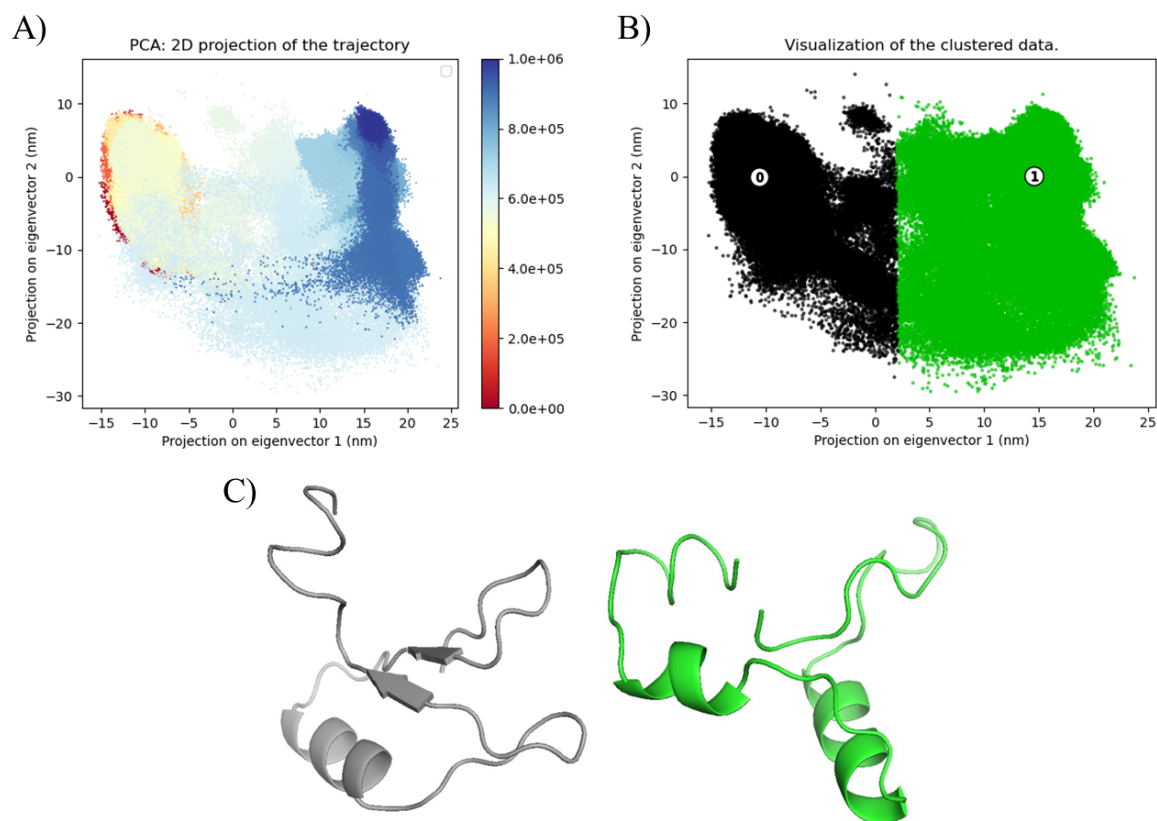 A)
PCA: 2D projection of the trajectory
Projection on eigenvector 2 (nm)
10
0
−10
−20
−30
−15
−10
−5
0
5
10
15
20
25
Projection on eigenvector 1 (nm)
1.0e+06
8.0e+05
6.0e+05
4.0e+05
2.0e+05
0.0e+00
B)
Visualization of the clustered data.
Projection on eigenvector 2 (nm)
10
0
−10
−20
−30
0
1
−15
−10
−5
0
5
10
15
20
25
Projection on eigenvector 1 (nm)
C)